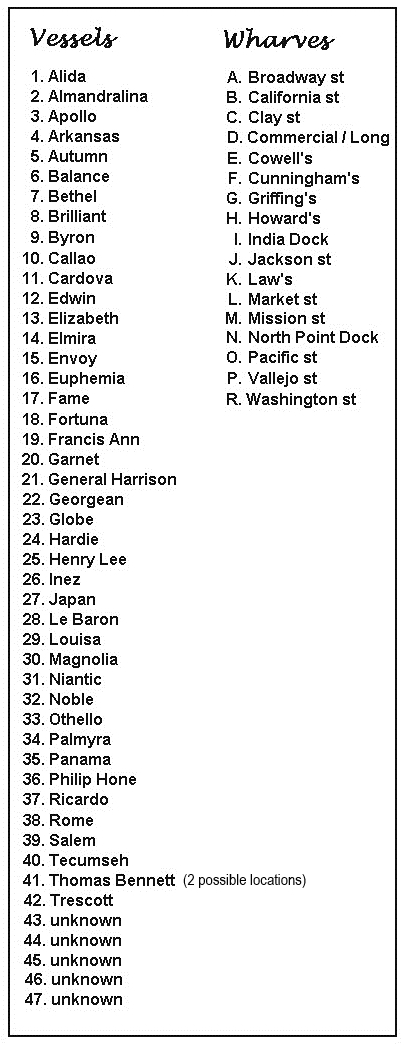 Vessels
1. Alida
2. Almandralina
3. Apollo
4. Arkansas
5. Autumn
6. Balance
7. Bethel
8. Brilliant
9. Byron
10. Callao
11. Cardova
12. Edwin
13. Elizabeth
14. Elmira
15. Envoy
16. Euphemia
17. Fame
18. Fortuna
19. Francis Ann
20. Garnet
21. General Harrison
22. Georgean
23. Globe
24. Hardie
25. Henry Lee
26. Inez
27. Japan
28. Le Baron
29. Louisa
30. Magnolia
31. Niantic
32. Noble
33. Othello
34. Palmyra
35. Panama
36. Philip Hone
37. Ricardo
38. Rome
39. Salem
40. Tecumseh
41. Thomas Bennett (2 possible locations)
42. Trescott
43. unknown
44. unknown
45. unknown
46. unknown
47. unknown
Wharves
A. Broadway st
B. California st
C. Clay st
D. Commercial / Long
E. Cowell's
F. Cunningham's
G. Griffing's
H. Howard's
I. India Dock
J. Jackson st
K. Law's
L. Market st
M. Mission st
N. North Point Dock
O. Pacific st
P. Vallejo st
R. Washington st